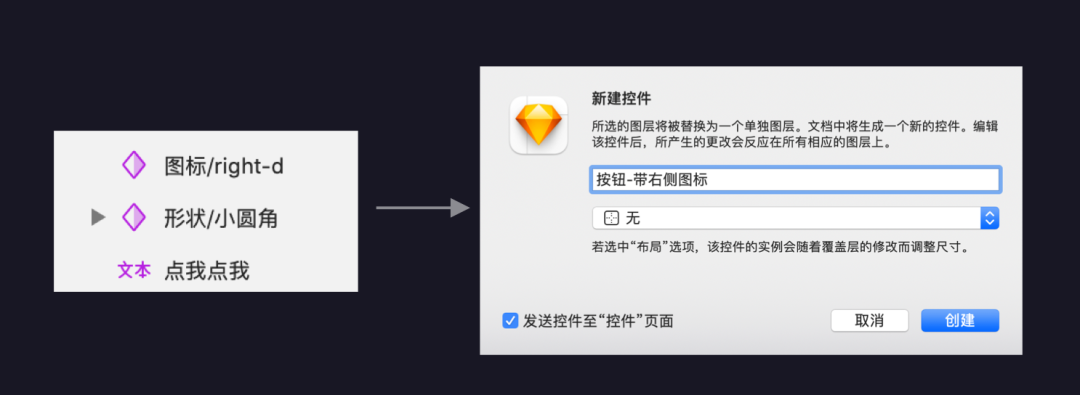 图标/right-d
形状/小圆角
文本 点我点我
新建控件
所选的图层将被替换为一个单独图层。文档中将生成一个新的控件。编辑
该控件后，所产生的更改会反应在所有相应的图层上。
按钮-带右侧图标
无
若选中“布局”选项，该控件的实例会随着覆盖层的修改而调整尺寸。
发送控件至“控件”页面
取消
创建